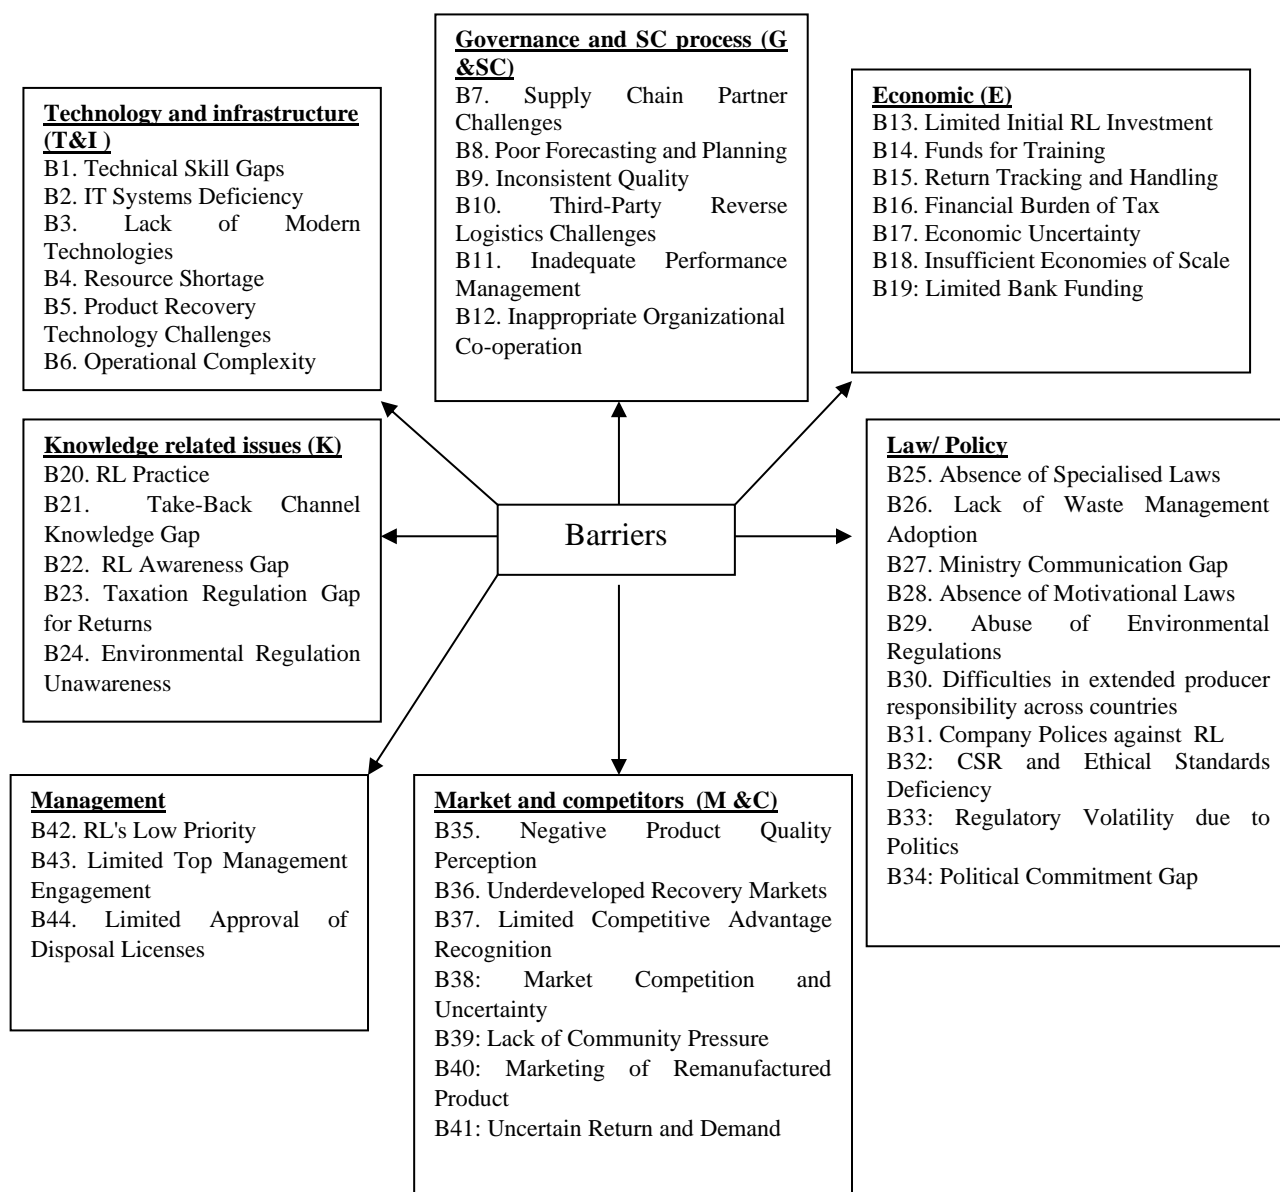 Governance and SC process (G
&SC)
B7. Supply Chain Partner
Challenges
B8. Poor Forecasting and Planning
B9. Inconsistent Quality
B10. Third-Party Reverse
Logistics Challenges
B11. Inadequate Performance
Management
B12. Inappropriate Organizational
Co-operation
Technology and infrastructure
(T&I )
B1. Technical Skill Gaps
B2. IT Systems Deficiency
B3. Lack of Modern
Technologies
B4. Resource Shortage
B5. Product Recovery
Technology Challenges
B6. Operational Complexity
Economic (E)
B13. Limited Initial RL Investment
B14. Funds for Training
B15. Return Tracking and Handling
B16. Financial Burden of Tax
B17. Economic Uncertainty
B18. Insufficient Economies of Scale
B19: Limited Bank Funding
Knowledge related issues (K)
B20. RL Practice
B21. Take-Back Channel
Knowledge Gap
B22. RL Awareness Gap
B23. Taxation Regulation Gap
for Returns
B24. Environmental Regulation
Unawareness
Barriers
Law/ Policy
B25. Absence of Specialised Laws
B26. Lack of Waste Management
Adoption
B27. Ministry Communication Gap
B28. Absence of Motivational Laws
B29. Abuse of Environmental
Regulations
B30. Difficulties in extended producer
responsibility across countries
B31. Company Polices against RL
B32: CSR and Ethical Standards
Deficiency
B33: Regulatory Volatility due to
Politics
B34: Political Commitment Gap
Management
B42. RL's Low Priority
B43. Limited Top Management
Engagement
B44. Limited Approval of
Disposal Licenses
Market and competitors (M &C)
B35. Negative Product Quality
Perception
B36. Underdeveloped Recovery Markets
B37. Limited Competitive Advantage
Recognition
B38: Market Competition and
Uncertainty
B39: Lack of Community Pressure
B40: Marketing of Remanufactured
Product
B41: Uncertain Return and Demand